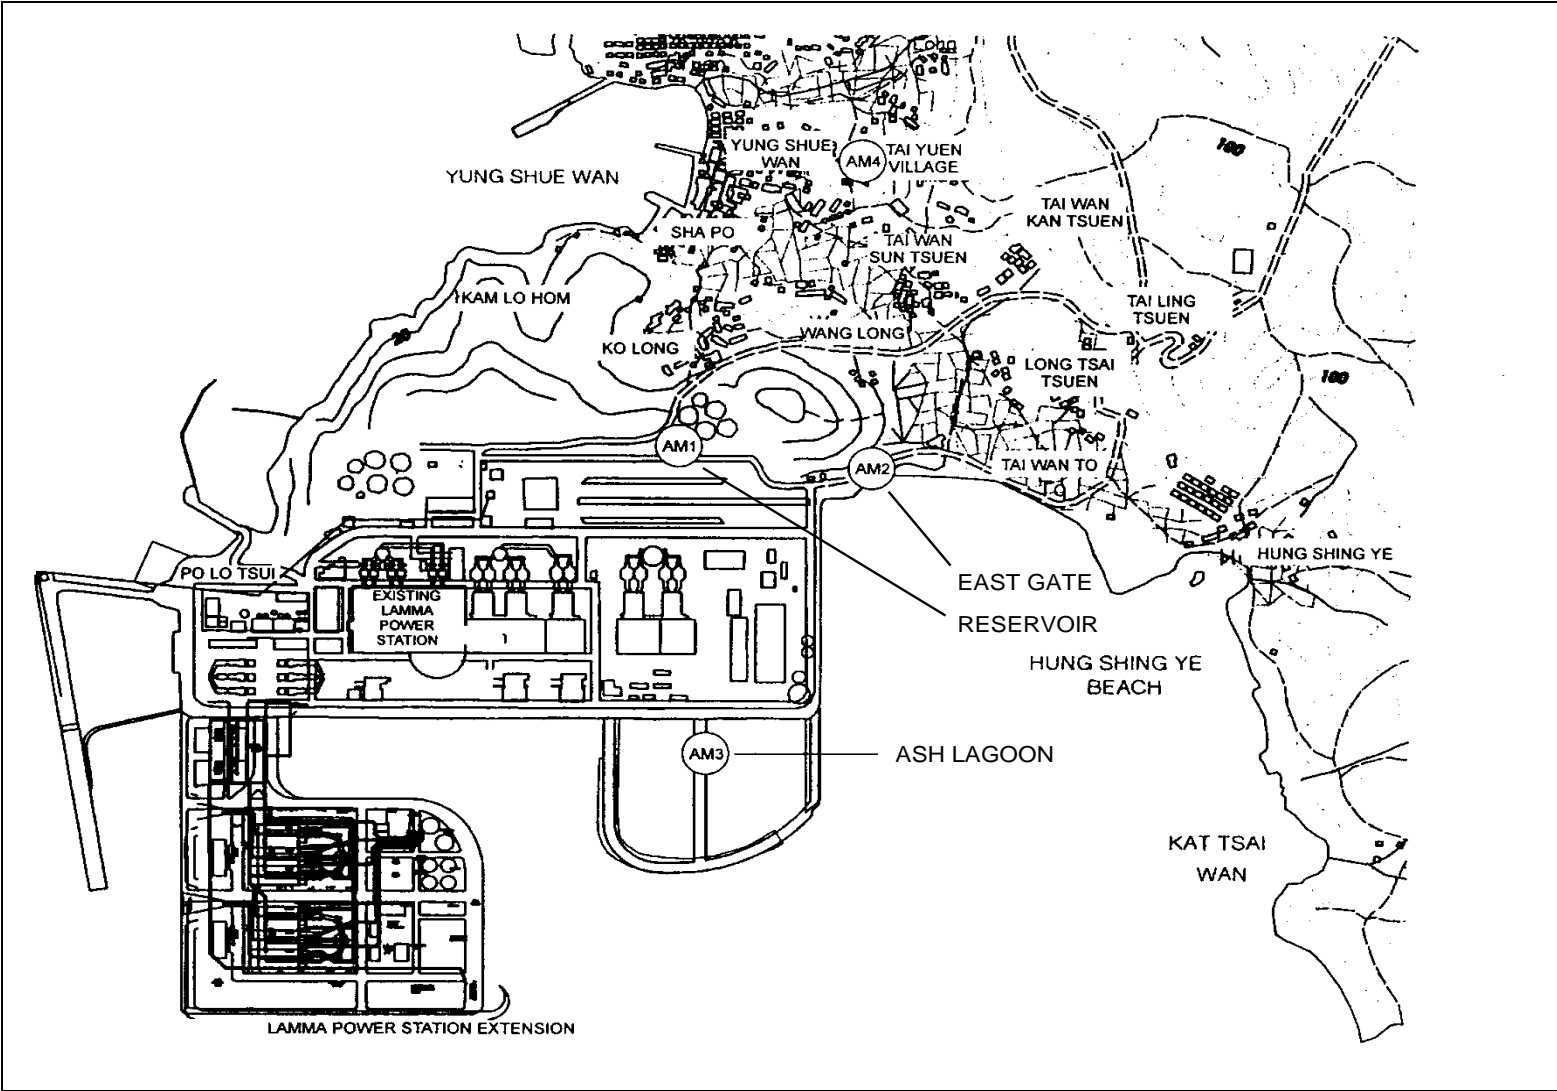 YUNG SHUE
WAN
AM4
TAI YUEN
VILLAGE
100
YUNG SHUE WAN
TAI WAN
KAN TSUEN
SHA PO
TAI WAN
SUN TSUEN
KAM LO HOM
TAI LING
TSUEN
20
WANG LONG
KO LONG
LONG TSAI
TSUEN
100
AM1
AM2
TAI WAN TO
HUNG SHING YE
PO LO TSUI
EXISTING
LAMMA
POWER
STATION
EAST GATE
RESERVOIR
HUNG SHING YE
BEACH
AM3
ASH LAGOON
KAT TSAI
WAN
LAMMA POWER STATION EXTENSION